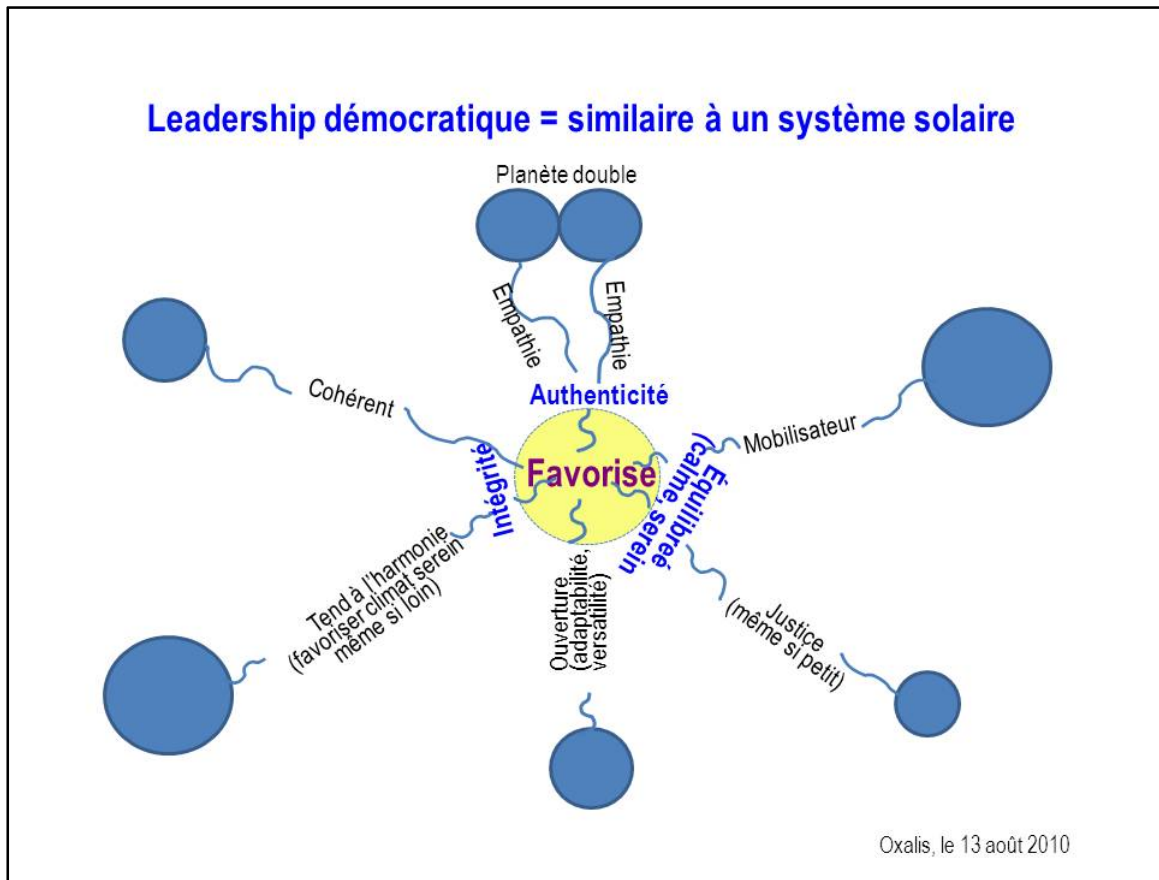 Leadership démocratique = similaire à un système solaire
Planète double
Empathie
Empathie
Cohérent
Authenticité
Mobilisateur
Intégrité
Favorise
Équilibreé
(calme, serein
Tend à l'harmonie
(favoriser climat serein
même si loin)
Ouverture
(adaptabilité,
versatilité)
Justice
(même si petit)
Oxalis, le 13 août 2010